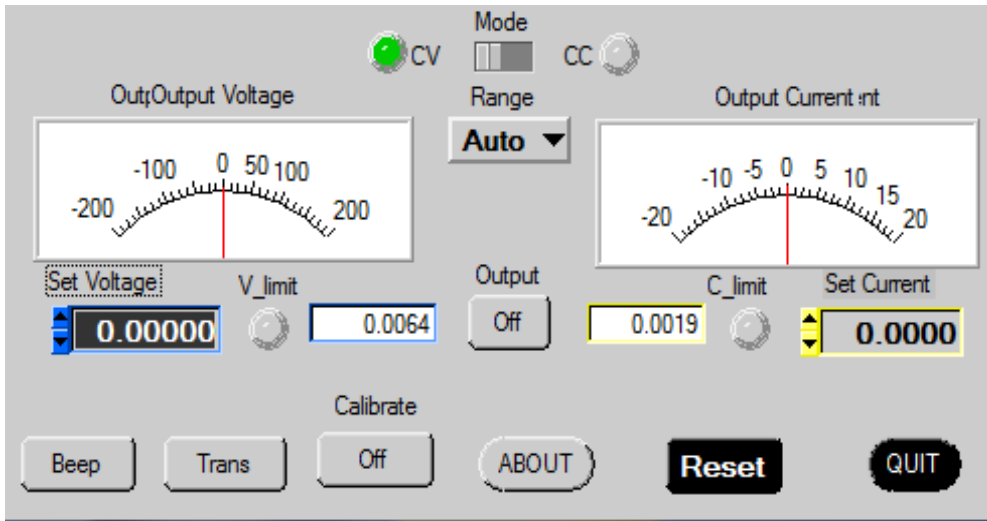 Mode
CV
CC
Output Voltage
Range
Output Current
Auto
-200 -100 0 50 100 200
-20 -10 -5 0 5 10 15 20
Set Voltage
V_limit
Output
C_limit
Set Current
0.00000
0.0064
Off
0.0019
0.0000
Calibrate
Beep
Trans
Off
ABOUT
Reset
QUIT